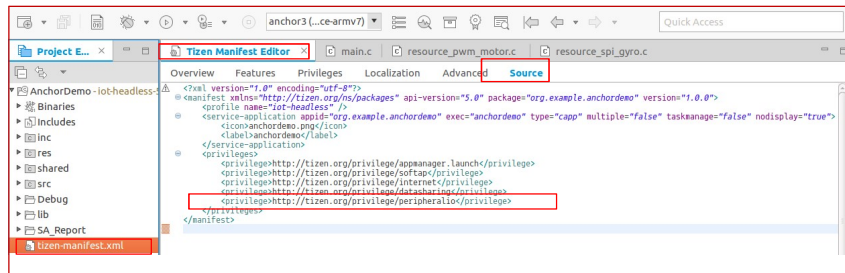 anchor3 (...ce-armv7)
Quick Access
Project E...
Tizen Manifest Editor
main.c
resource_pwm_motor.c
resource_spi_gyro.c
Overview Features Privileges Localization Advanced Source
AnchorDemo - iot-headless-5
Binaries
Includes
inc
res
shared
src
Debug
lib
SA_Report
tizen-manifest.xml
<?xml version="1.0" encoding="utf-8"?>
<manifest xmlns="http://tizen.org/ns/packages" api-version="5.0" package="org.example.anchordemo" version="1.0.0">
<profile name="iot-headless" />
<service-application appid="org.example.anchordemo" exec="anchordemo" type="capp" multiple="false" taskmanage="false" nodisplay="true">
<icon>anchordemo.png</icon>
<label>anchordemo</label>
</service-application>
<privileges>
<privilege>http://tizen.org/privilege/appmanager.launch</privilege>
<privilege>http://tizen.org/privilege/softap</privilege>
<privilege>http://tizen.org/privilege/internet</privilege>
<privilege>http://tizen.org/privilege/datasharing</privilege>
<privilege>http://tizen.org/privilege/peripheralio</privilege>
</privileges>
</manifest>